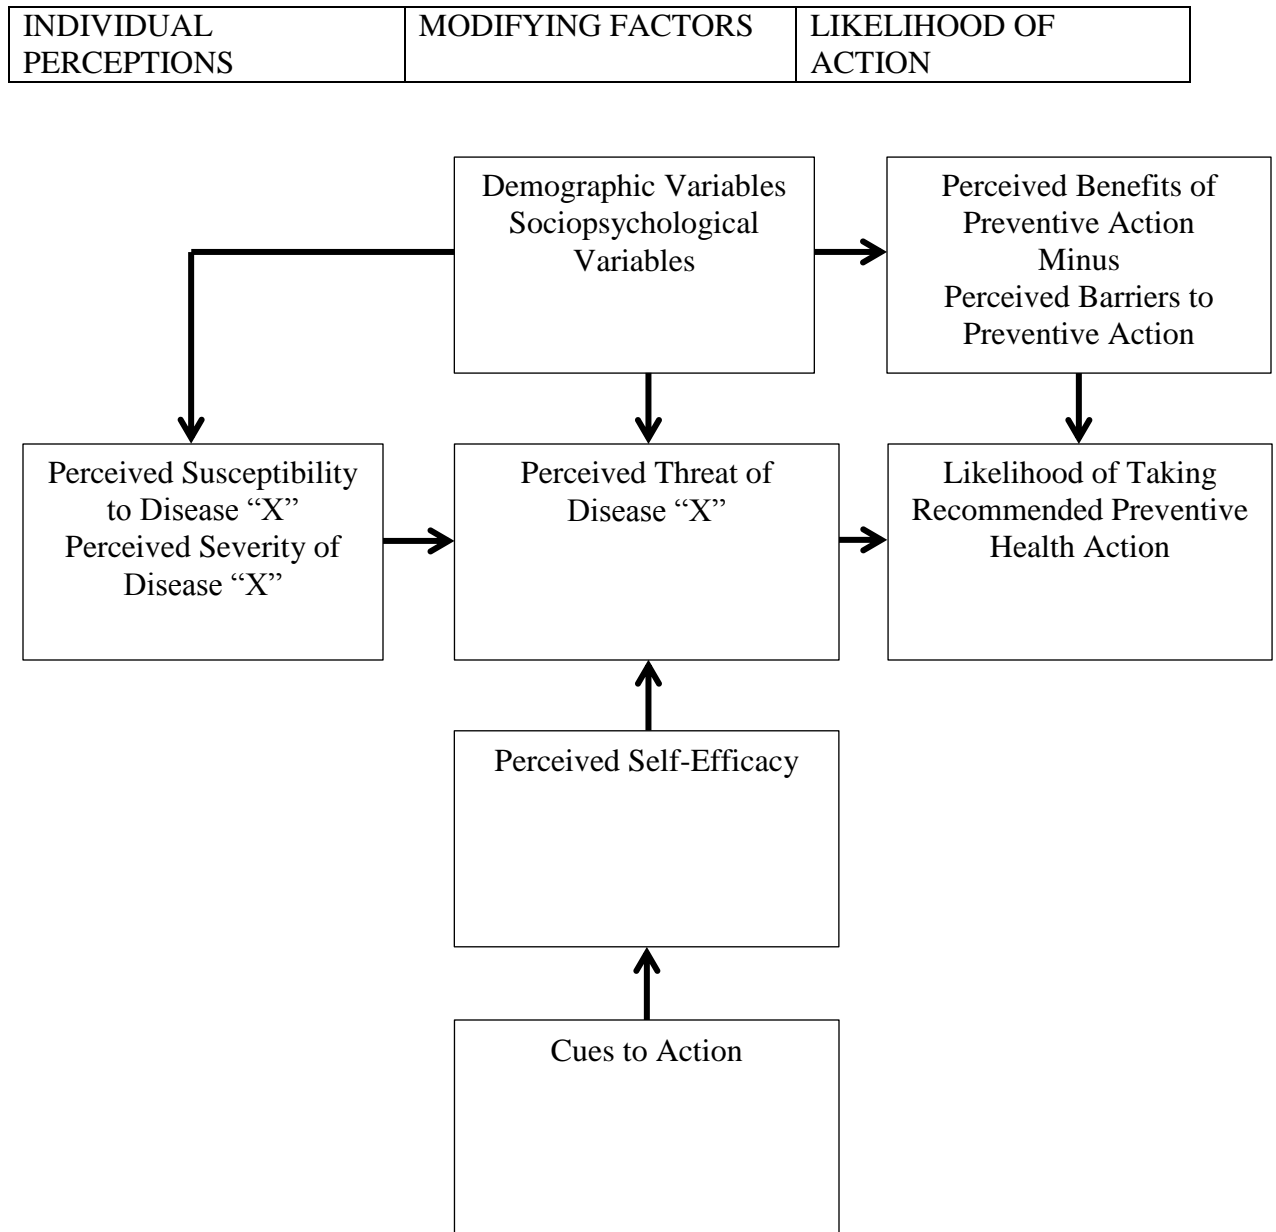 INDIVIDUAL
PERCEPTIONS
MODIFYING FACTORS
LIKELIHOOD OF
ACTION
Demographic Variables
Sociopsychological
Variables
Perceived Benefits of
Preventive Action
Minus
Perceived Barriers to
Preventive Action
Perceived Susceptibility
to Disease “X”
Perceived Severity of
Disease “X”
Perceived Threat of
Disease “X”
Likelihood of Taking
Recommended Preventive
Health Action
Perceived Self-Efficacy
Cues to Action